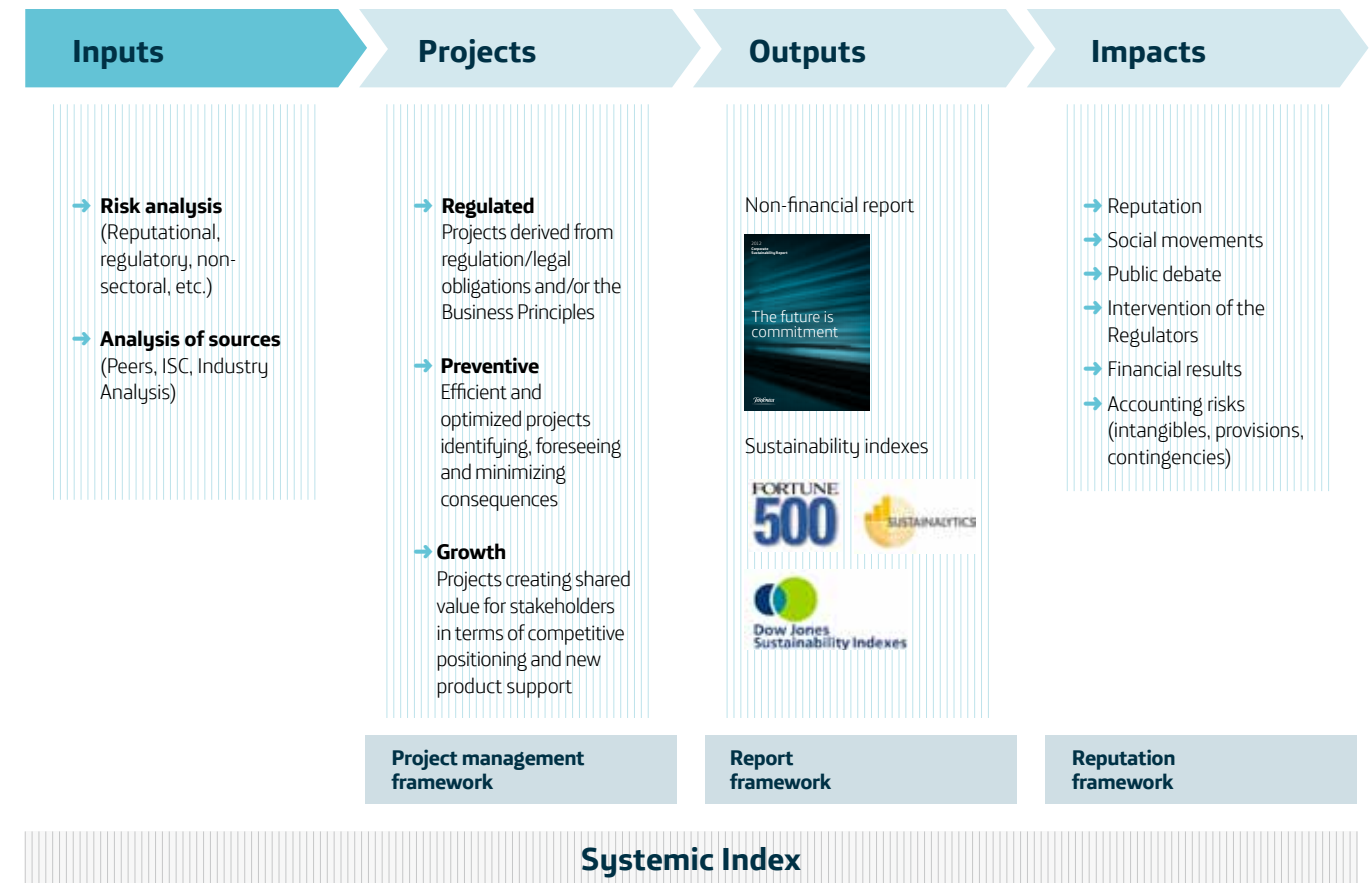 Inputs
Projects
Outputs
Impacts
Risk analysis
(Reputational,
regulatory, non-
sectoral, etc.)
Analysis of sources
(Peers, ISC, Industry
Analysis)
Regulated
Projects derived from
regulation/legal
obligations and/or the
Business Principles
Preventive
Efficient and
optimized projects
identifying, foreseeing
and minimizing
consequences
Growth
Projects creating shared
value for stakeholders
in terms of competitive
positioning and new
product support
Non-financial report
2012
Corporate
Sustainability Report
The future is
commitment
Telefónica
Sustainability indexes
FORTUNE
500
SUSTAINALYTICS
Dow Jones
Sustainability Indexes
Reputation
Social movements
Public debate
Intervention of the
Regulators
Financial results
Accounting risks
(intangibles, provisions,
contingencies)
Project management
framework
Report
framework
Reputation
framework
Systemic Index